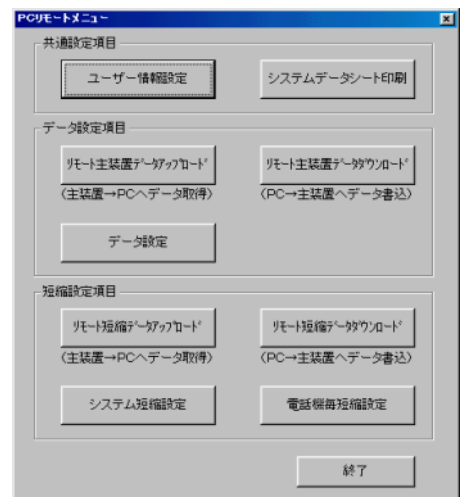 PCリモートメニュー
共通設定項目
ユーザー情報設定
システムデータシート印刷
データ設定項目
ﾘﾓｰﾄ主装置ﾃﾞｰﾀｱｯﾌﾟﾛｰﾄﾞ
ﾘﾓｰﾄ主装置ﾃﾞｰﾀﾀﾞｳﾝﾛｰﾄﾞ
(主装置→PCへデータ取得)
(PC→主装置へデータ書込)
データ設定
短縮設定項目
ﾘﾓｰﾄ短縮ﾃﾞｰﾀｱｯﾌﾟﾛｰﾄﾞ
ﾘﾓｰﾄ短縮ﾃﾞｰﾀﾀﾞｳﾝﾛｰﾄﾞ
(主装置→PCへデータ取得)
(PC→主装置へデータ書込)
システム短縮設定
電話機毎短縮設定
終了